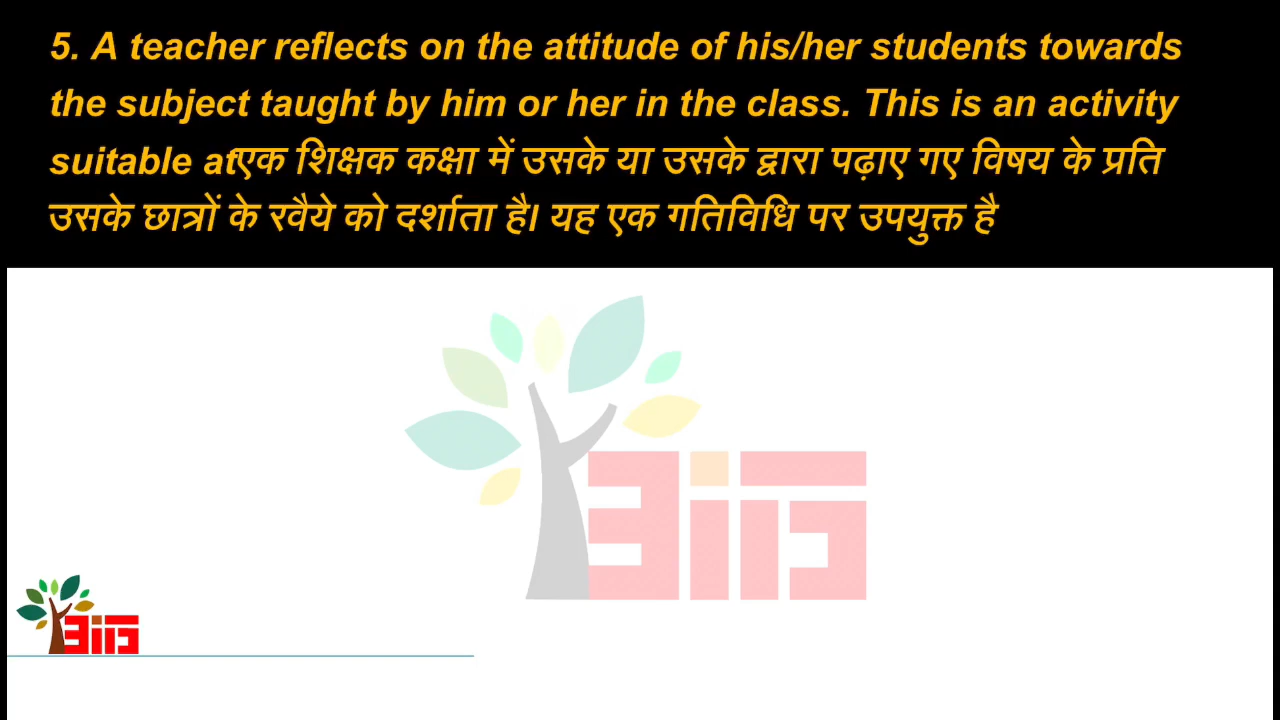 5. A teacher reflects on the attitude of his/her students towards
the subject taught by him or her in the class. This is an activity
suitable atएक शिक्षक कक्षा में उसके या उसके द्वारा पढ़ाए गए विषय के प्रति
उसके छात्रों के रवैये को दर्शाता है। यह एक गतिविधि पर उपयुक्त है